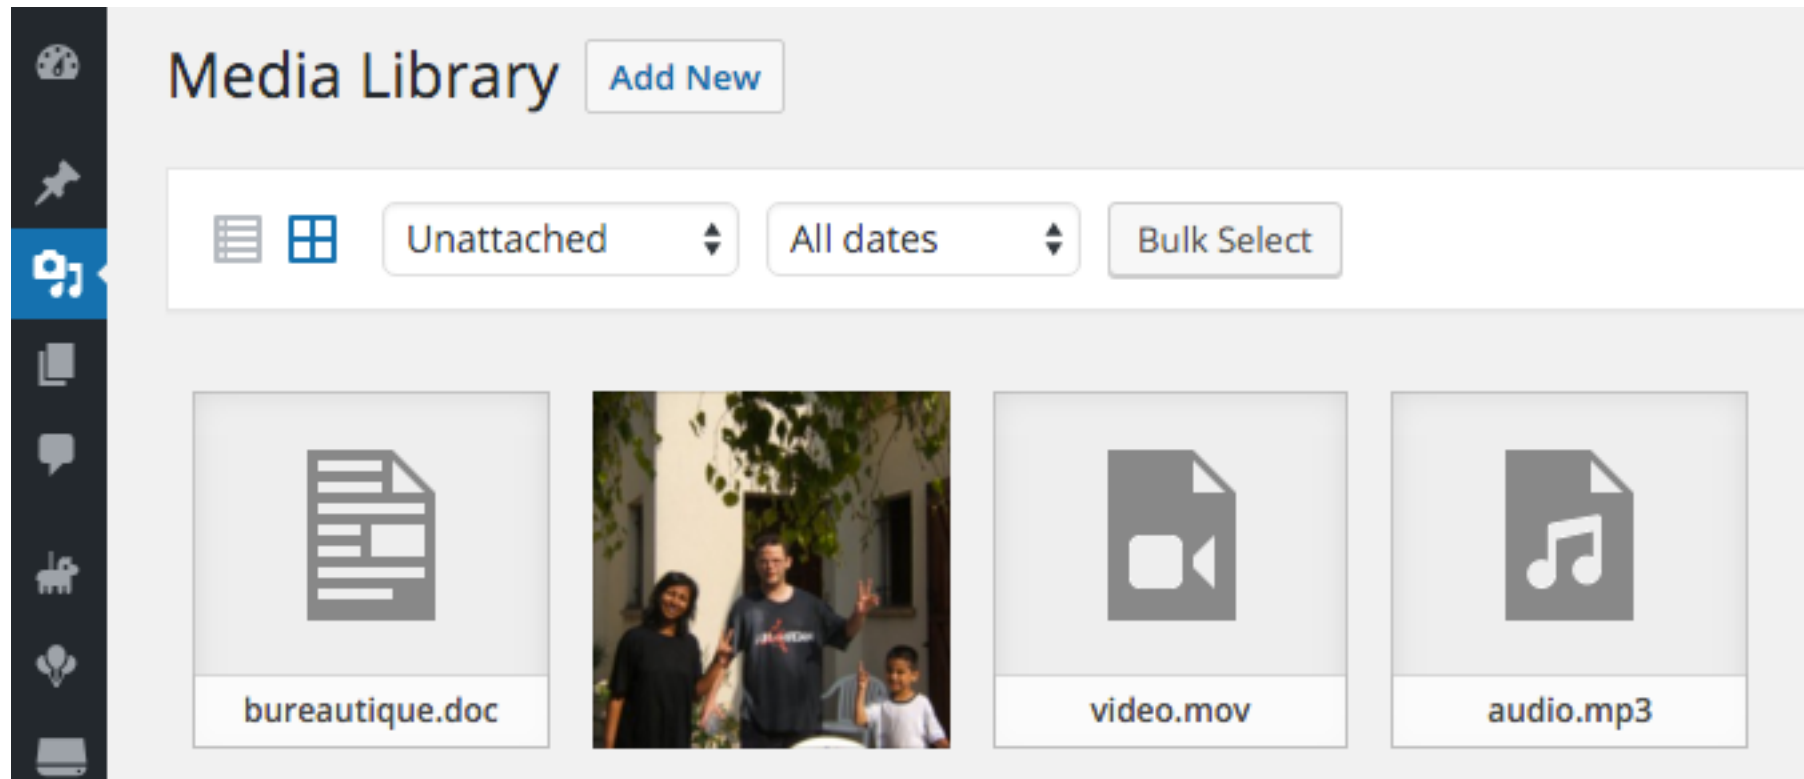 Media Library
Add New
Unattached
All dates
Bulk Select
bureautique.doc
video.mov
audio.mp3